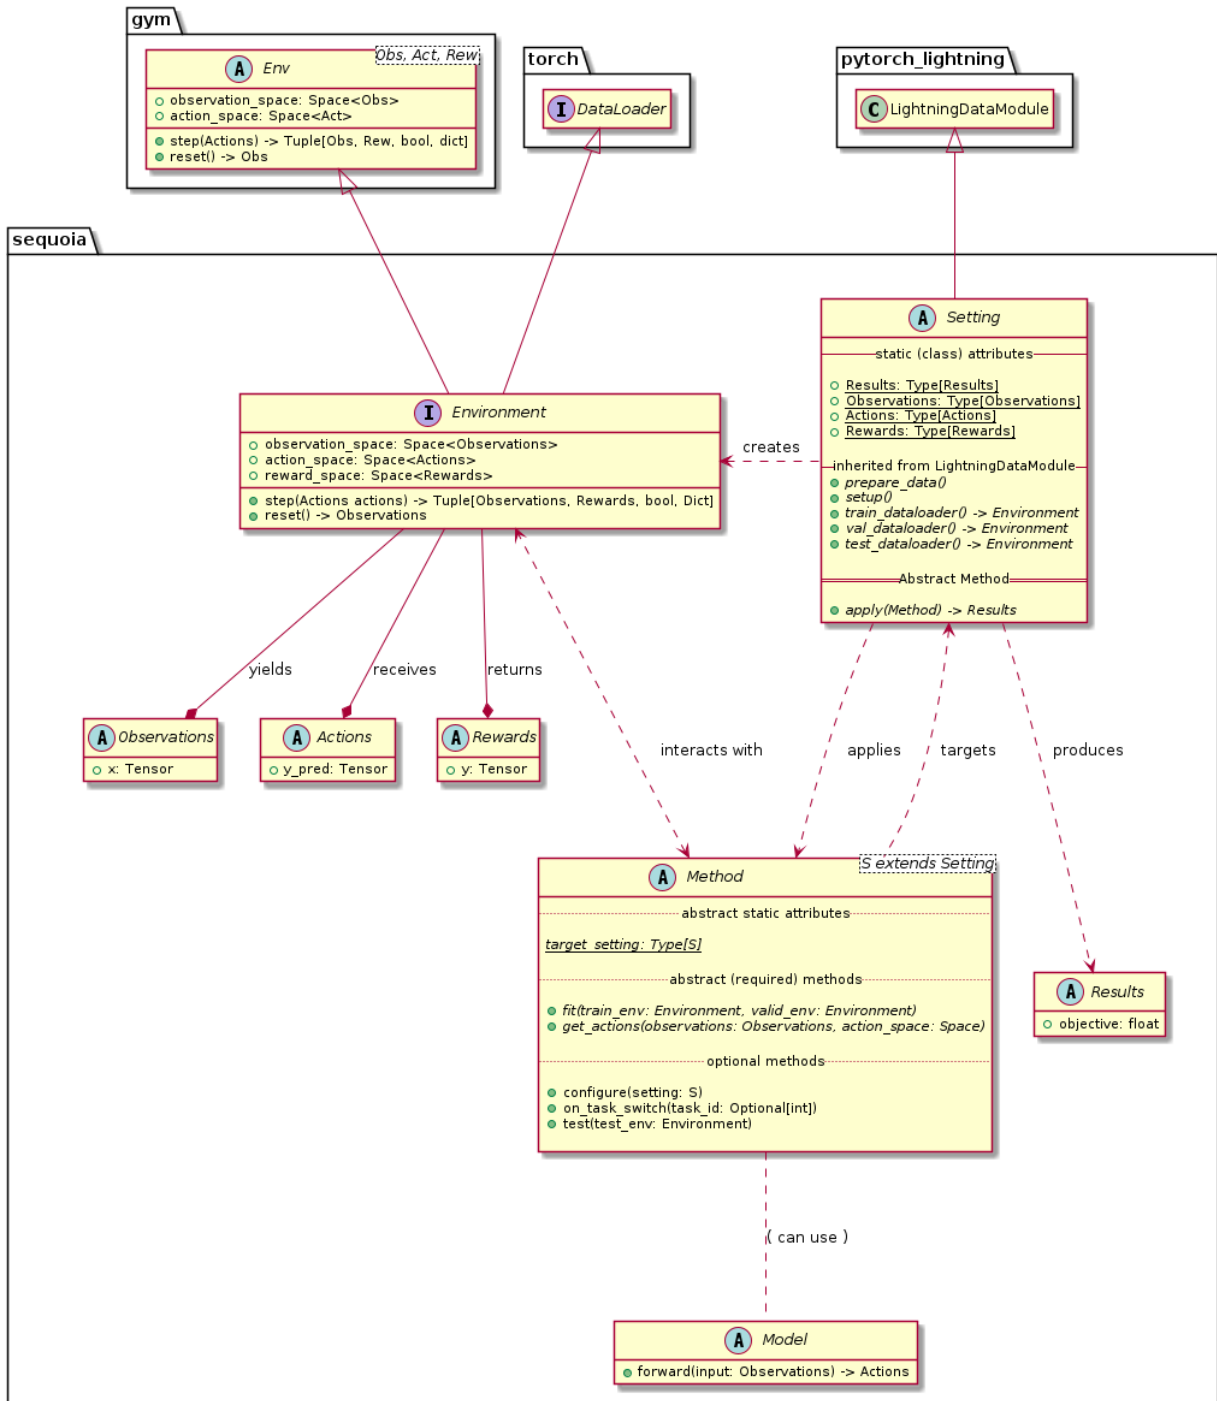 gym
Obs, Act, Rew
A Env
observation_space: Space<Obs>
action_space: Space<Act>
step(Actions) -> Tuple[Obs, Rew, bool, dict]
reset() -> Obs
torch
I DataLoader
pytorch_lightning
C LightningDataModule
sequoia
A Setting
static (class) attributes
Results: Type[Results]
Observations: Type[Observations]
Actions: Type[Actions]
Rewards: Type[Rewards]
inherited from LightningDataModule
prepare_data()
setup()
train_dataloader() -> Environment
val_dataloader() -> Environment
test_dataloader() -> Environment
Abstract Method
apply(Method) -> Results
I Environment
observation_space: Space<Observations>
action_space: Space<Actions>
reward_space: Space<Rewards>
step(Actions actions) -> Tuple[Observations, Rewards, bool, Dict]
reset() -> Observations
creates
yields
receives
returns
A Observations
x: Tensor
A Actions
y_pred: Tensor
A Rewards
y: Tensor
interacts with
applies
targets
produces
S extends Setting
A Method
abstract static attributes
target_setting: Type[S]
abstract (required) methods
fit(train_env: Environment, valid_env: Environment)
get_actions(observations: Observations, action_space: Space)
optional methods
configure(setting: S)
on_task_switch(task_id: Optional[int])
test(test_env: Environment)
A Results
objective: float
( can use )
A Model
forward(input: Observations) -> Actions